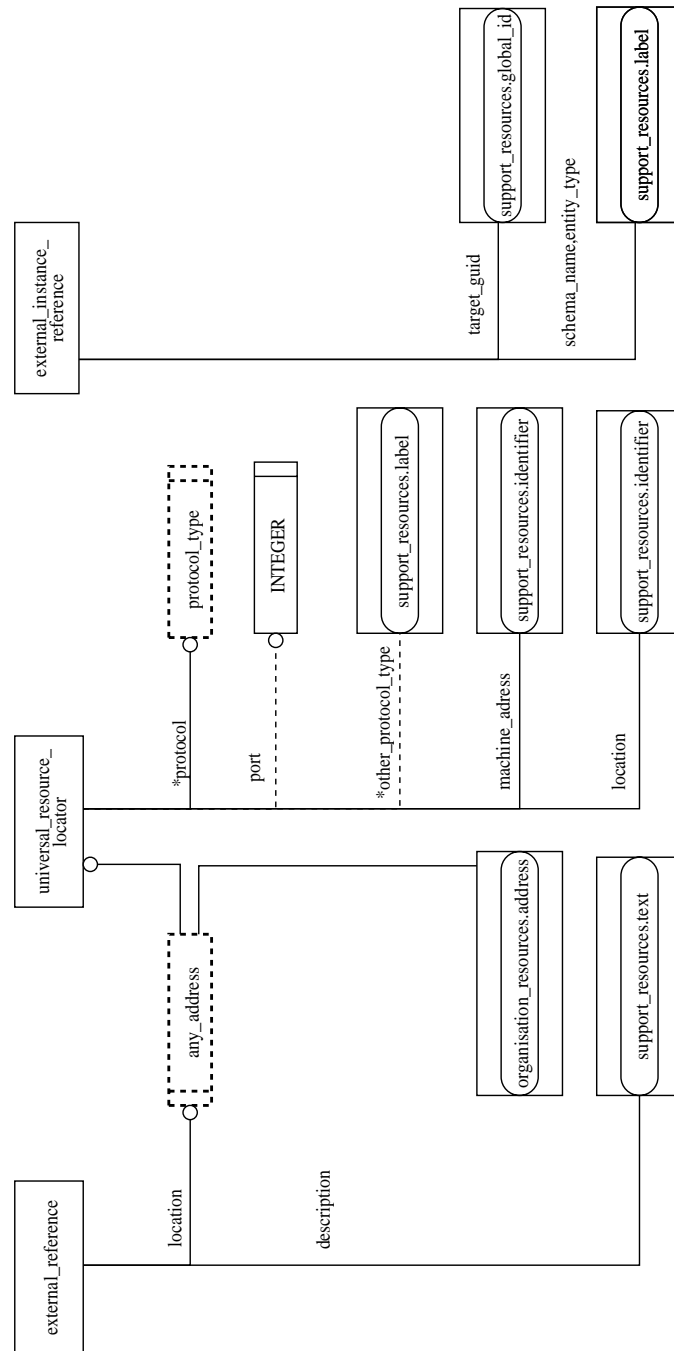 external_reference
location
description
any_address
organisation_resources.address
support_resources.text
universal_resource_
locator
*protocol
protocol_type
port
INTEGER
*other_protocol_type
support_resources.label
machine_adress
support_resources.identifier
location
support_resources.identifier
external_instance_
reference
target_guid
support_resources.global_id
schema_name,entity_type
support_resources.label